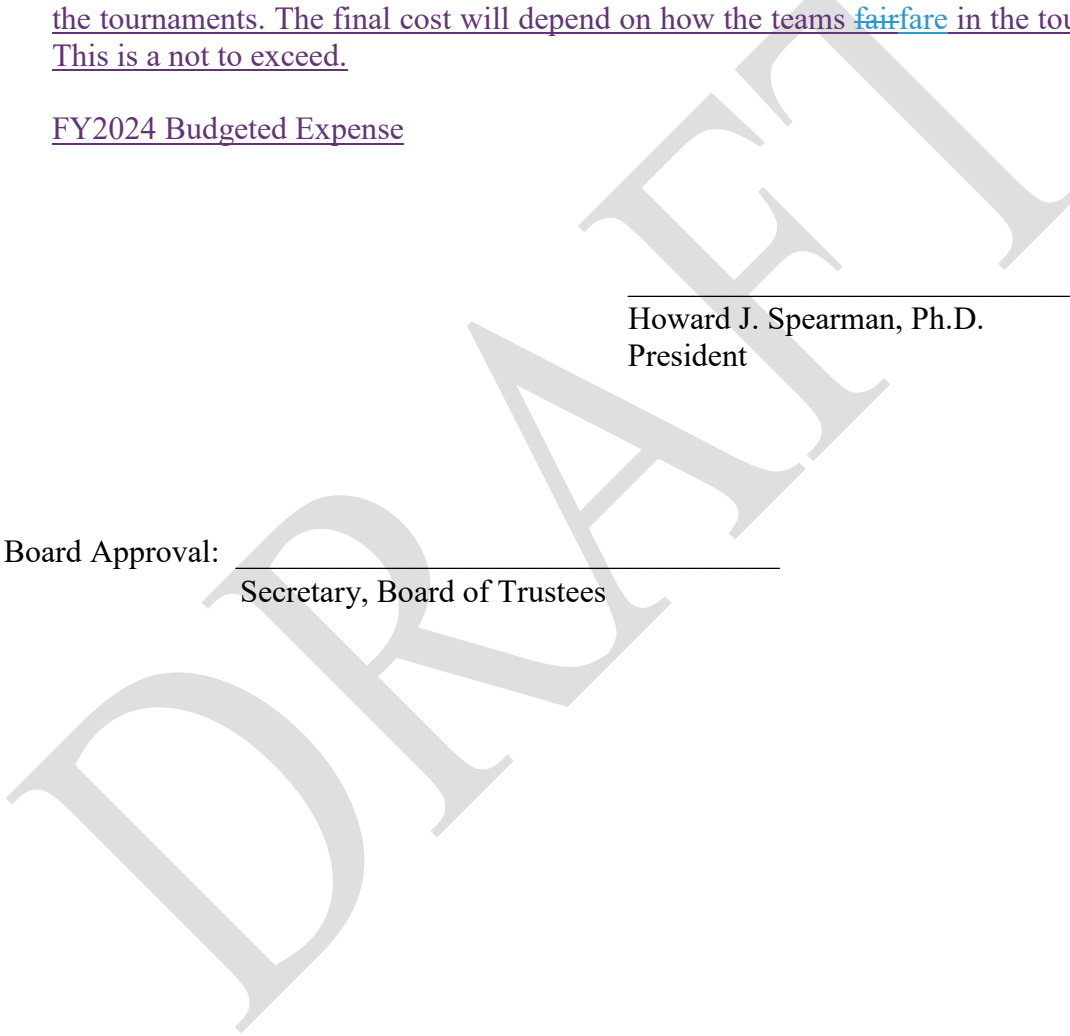 the tournaments. The final cost will depend on how the teams fairfare in the tou
This is a not to exceed.
FY2024 Budgeted Expense
Howard J. Spearman, Ph.D.
President
Board Approval:
Secretary, Board of Trustees
DRAFT